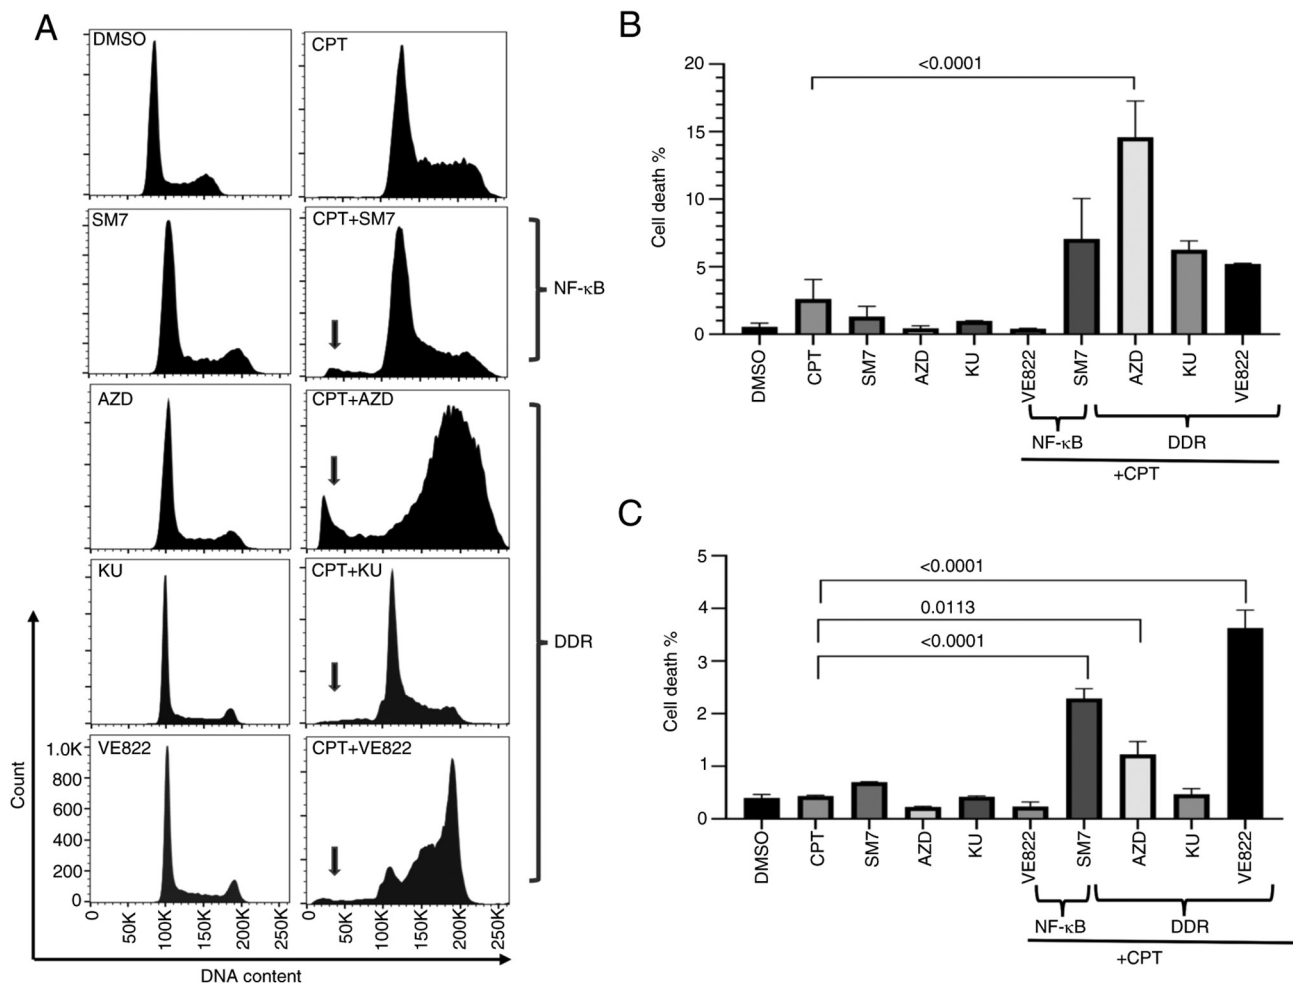 A
DMSO
CPT
SM7
CPT+SM7
NF-κB
AZD
CPT+AZD
KU
CPT+KU
DDR
VE822
CPT+VE822
1.0K
800
600
400
200
0
Count
0 50K 100K 150K 200K 250K
0 50K 100K 150K 200K 250K
DNA content
B
<0.0001
20
15
10
5
0
Cell death %
DMSO CPT SM7 AZD KU VE822 SM7 AZD KU VE822
NF-κB DDR
+CPT
C
<0.0001
0.0113
<0.0001
5
4
3
2
1
0
Cell death %
DMSO CPT SM7 AZD KU VE822 SM7 AZD KU VE822
NF-κB DDR
+CPT